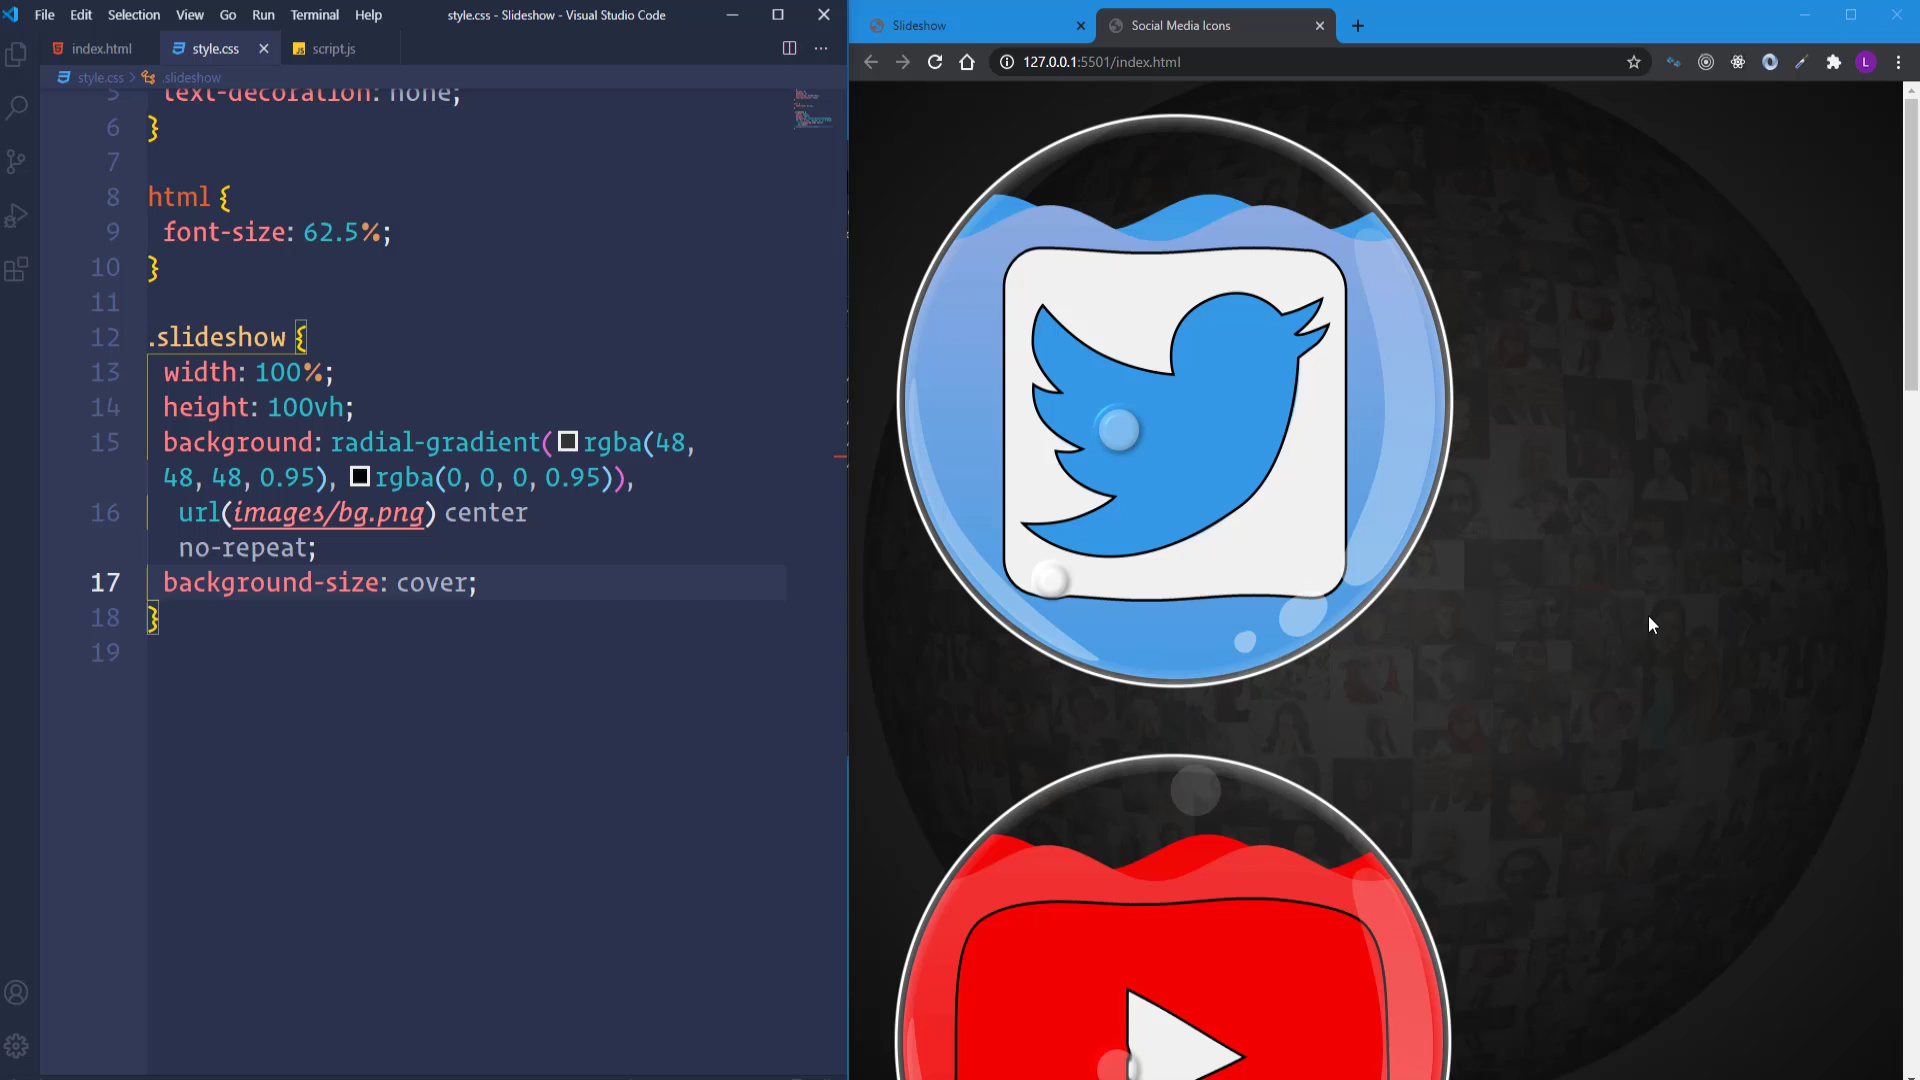 File Edit Selection View Go Run Terminal Help
style.css - Slideshow - Visual Studio Code
index.html
style.css
script.js
style.css > .slideshow
5 text-decoration: none;
6 }
7
8 html {
9 font-size: 62.5%;
10 }
11
12 .slideshow {
13 width: 100%;
14 height: 100vh;
15 background: radial-gradient(rgba(48,
48, 48, 0.95), rgba(0, 0, 0, 0.95)),
16 url(images/bg.png) center
no-repeat;
17 background-size: cover;
18 }
19
Slideshow
Social Media Icons
127.0.0.1:5501/index.html
L